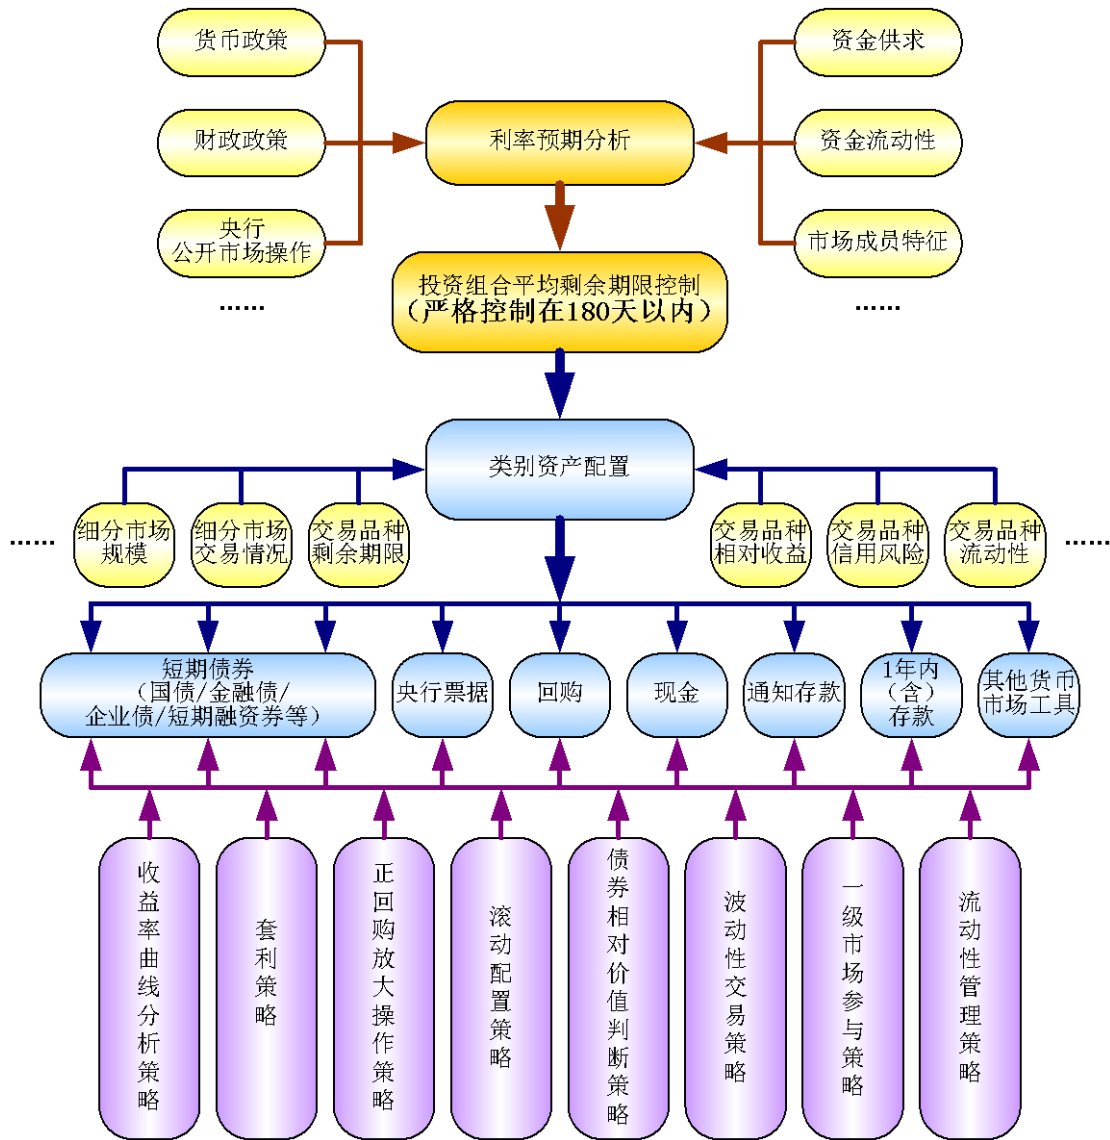 货币政策
资金供求
财政政策
利率预期分析
资金流动性
央行
公开市场操作
市场成员特征
……
……
投资组合平均剩余期限控制
（严格控制在180天以内）
类别资产配置
……
细分市场
规模
细分市场
交易情况
交易品种
剩余期限
交易品种
相对收益
交易品种
信用风险
交易品种
流动性
……
短期债券
（国债/金融债/
企业债/短期融资券等）
央行票据
回购
现金
通知存款
1年内
（含）
存款
其他货币
市场工具
收益率曲线分析策略
套利策略
正回购放大操作策略
滚动配置策略
债券相对价值判断策略
波动性交易策略
一级市场参与策略
流动性管理策略